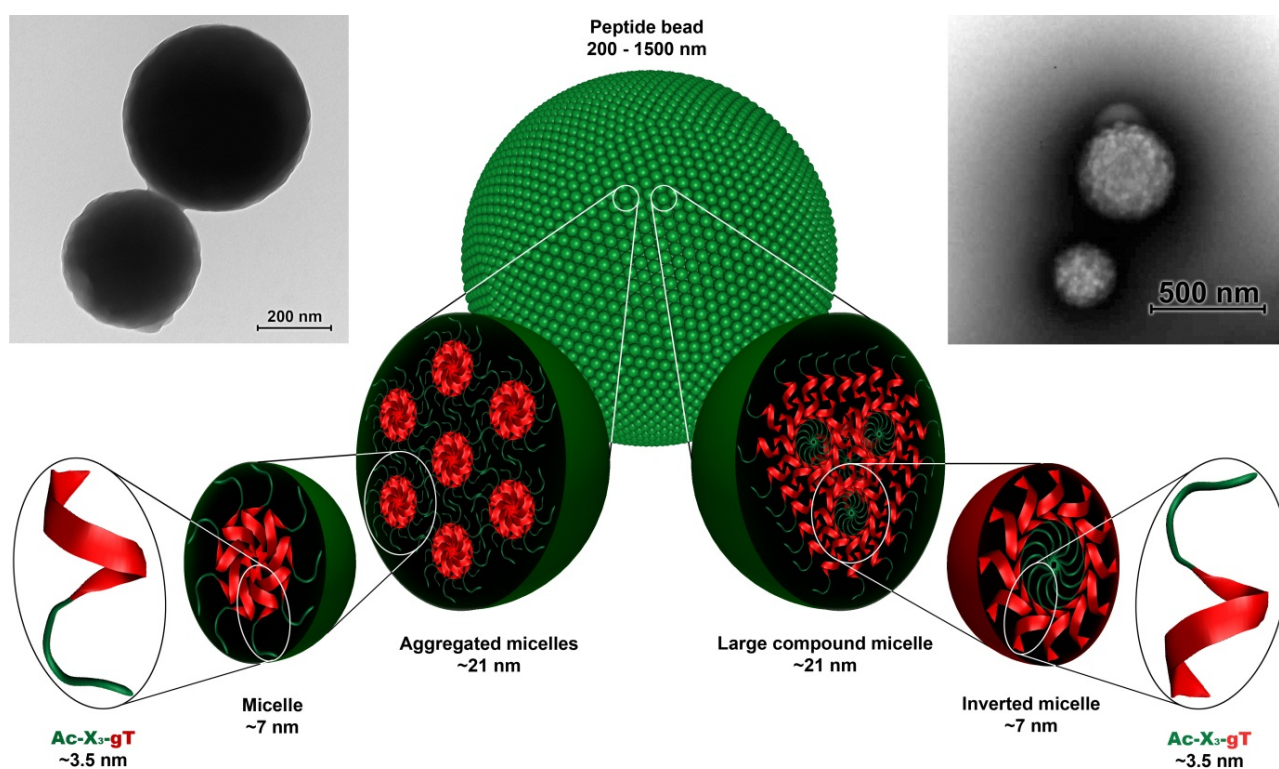 Peptide bead
200 - 1500 nm
200 nm
500 nm
Aggregated micelles
~21 nm
Large compound micelle
~21 nm
Micelle
~7 nm
Inverted micelle
~7 nm
Ac-X₃-gT
~3.5 nm
Ac-X₃-gT
~3.5 nm